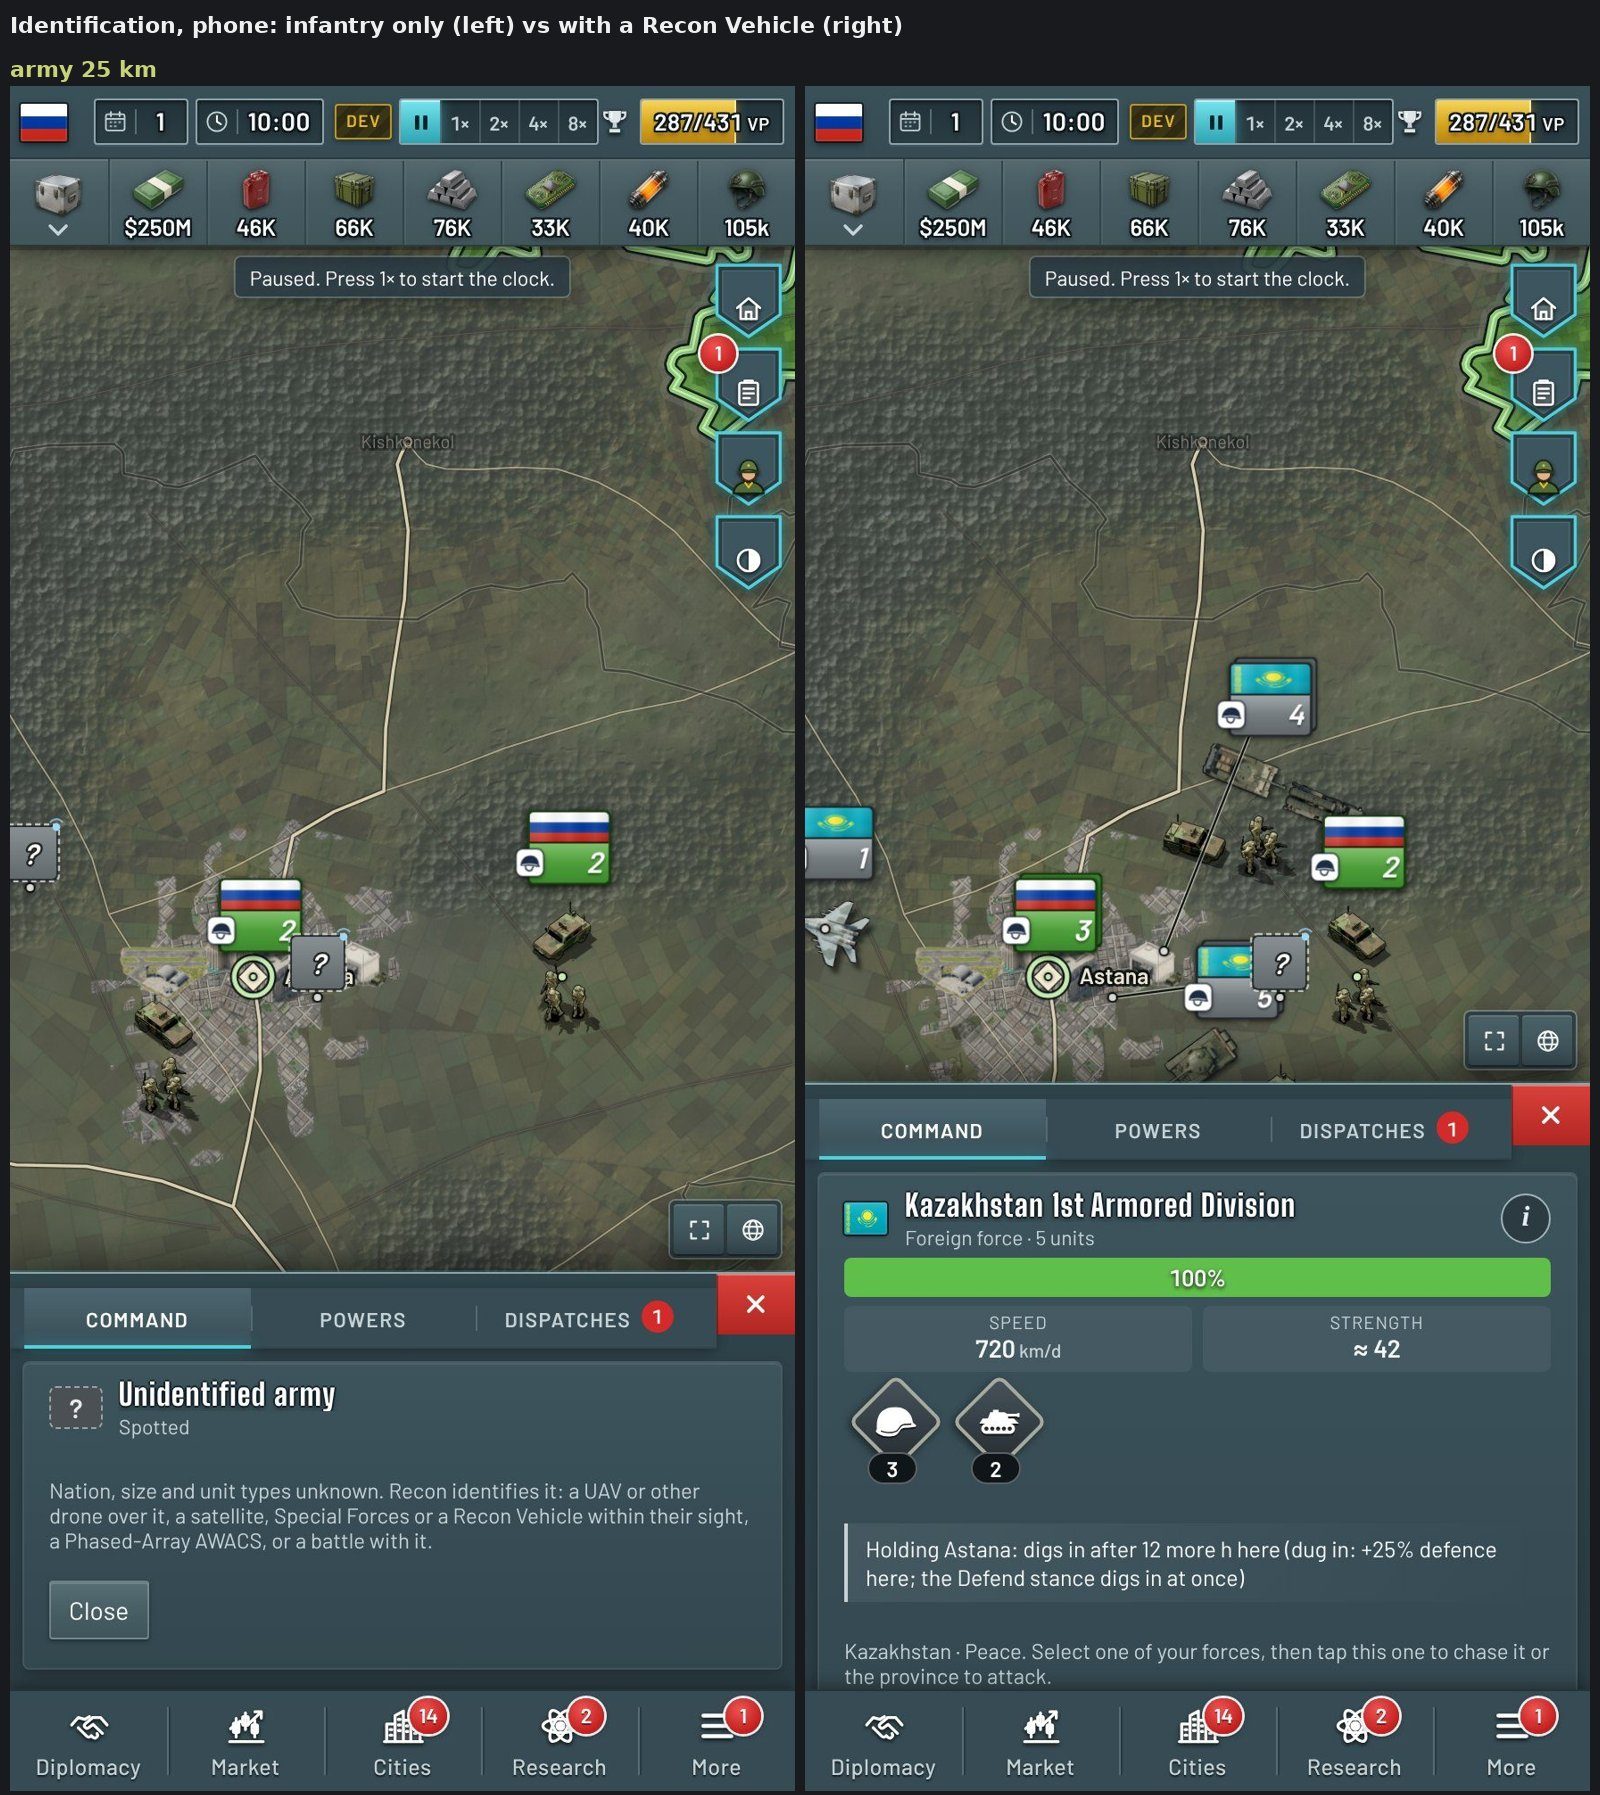 Identification, phone: infantry only (left) vs with a Recon Vehicle (right)
army 25 km
1
10:00
DEV
1×
2×
4×
8×
287/431 VP
$250M
46K
66K
76K
33K
40K
105k
Paused. Press 1× to start the clock.
1
Kishkenekol
2
?
2
?
COMMAND
POWERS
DISPATCHES
1
?
Unidentified army
Spotted
Nation, size and unit types unknown. Recon identifies it: a UAV or other
drone over it, a satellite, Special Forces or a Recon Vehicle within their sight,
a Phased-Array AWACS, or a battle with it.
Close
Diplomacy
Market
14
Cities
2
Research
1
More
1
10:00
DEV
1×
2×
4×
8×
287/431 VP
$250M
46K
66K
76K
33K
40K
105k
Paused. Press 1× to start the clock.
1
Kishkenekol
4
1
2
3
Astana
?
5
COMMAND
POWERS
DISPATCHES
1
Kazakhstan 1st Armored Division
Foreign force · 5 units
i
100%
SPEED
720 km/d
STRENGTH
≈ 42
3
2
Holding Astana: digs in after 12 more h here (dug in: +25% defence
here; the Defend stance digs in at once)
Kazakhstan · Peace. Select one of your forces, then tap this one to chase it or
the province to attack.
Diplomacy
Market
14
Cities
2
Research
1
More